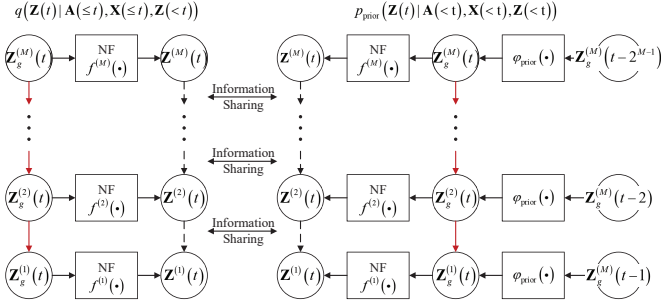 q(Z(t) | A(≤t), X(≤t), Z(<t)) p_prior(Z(t) | A(<t), X(<t), Z(<t))
Z_g^(M)(t) NF Z^(M)(t) Z^(M)(t) NF Z_g^(M)(t) φ_prior(•) Z_g^(M)(t−2^(M−1))
f^(M)(•) f^(M)(•)
Information
Sharing
Information
Sharing
Z_g^(2)(t) NF Z^(2)(t) Z^(2)(t) NF Z_g^(2)(t) φ_prior(•) Z_g^(M)(t−2)
f^(2)(•) f^(2)(•)
Information
Sharing
Z_g^(1)(t) NF Z^(1)(t) Z^(1)(t) NF Z_g^(1)(t) φ_prior(•) Z_g^(M)(t−1)
f^(1)(•) f^(1)(•)